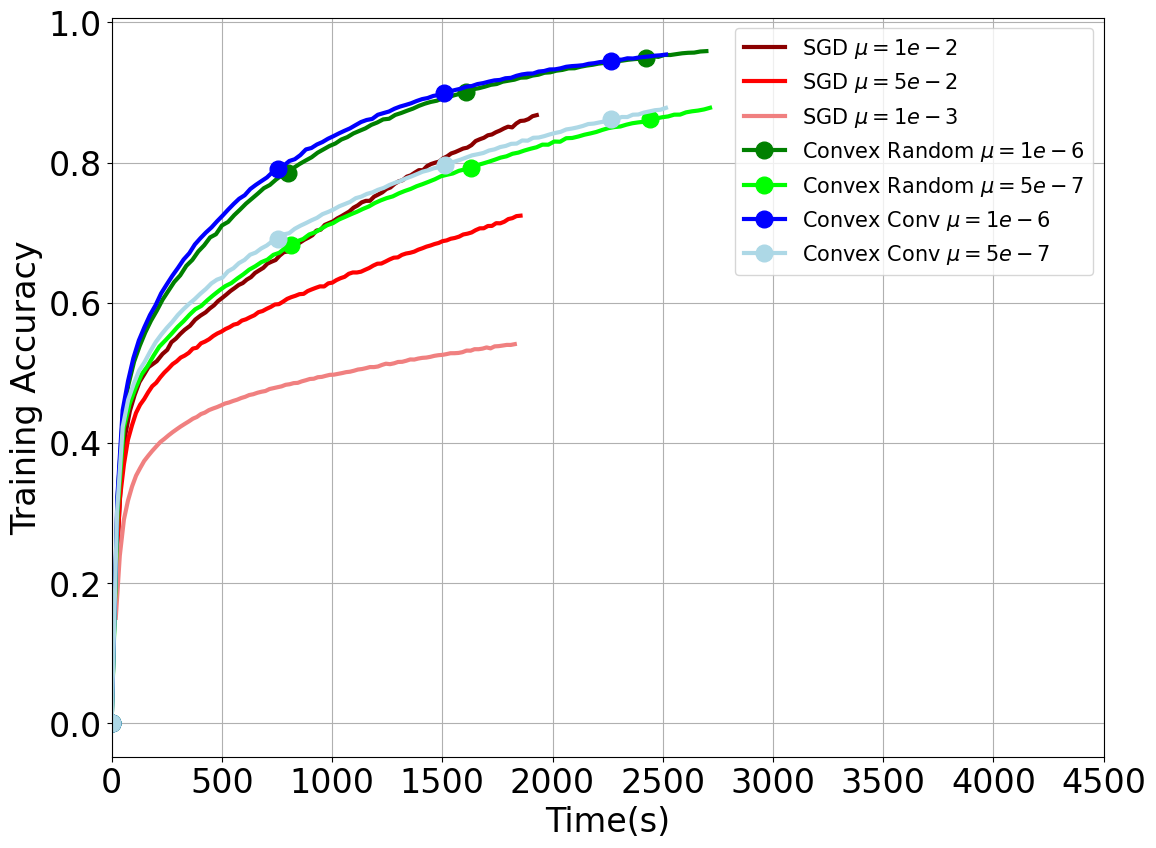 1.0
0.8
0.6
0.4
0.2
0.0
Training Accuracy
SGD μ = 1e − 2
SGD μ = 5e − 2
SGD μ = 1e − 3
Convex Random μ = 1e − 6
Convex Random μ = 5e − 7
Convex Conv μ = 1e − 6
Convex Conv μ = 5e − 7
0 500 1000 1500 2000 2500 3000 3500 4000 4500
Time(s)